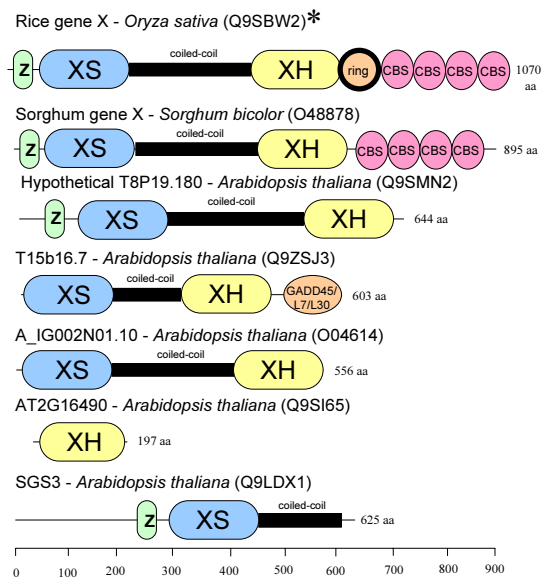 Rice gene X - Oryza sativa (Q9SBW2)*
coiled-coil
Z XS XH ring CBS CBS CBS CBS 1070 aa
Sorghum gene X - Sorghum bicolor (O48878)
coiled-coil
Z XS XH CBS CBS CBS CBS 895 aa
Hypothetical T8P19.180 - Arabidopsis thaliana (Q9SMN2)
coiled-coil
Z XS XH 644 aa
T15b16.7 - Arabidopsis thaliana (Q9ZSJ3)
coiled-coil
XS XH GADD45/ L7/L30 603 aa
A_IG002N01.10 - Arabidopsis thaliana (O04614)
coiled-coil
XS XH 556 aa
AT2G16490 - Arabidopsis thaliana (Q9SI65)
XH 197 aa
SGS3 - Arabidopsis thaliana (Q9LDX1)
coiled-coil
Z XS 625 aa
0 100 200 300 400 500 600 700 800 900